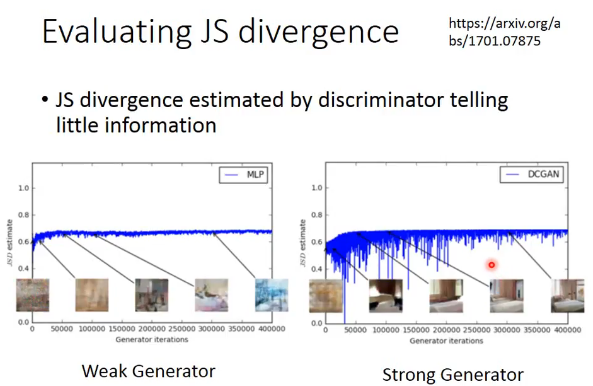 Evaluating JS divergence
https://arxiv.org/a
bs/1701.07875
• JS divergence estimated by discriminator telling
little information
MLP
1.0
0.8
0.6
0.4
0.2
0.0
JSD estimate
0 50000 100000 150000 200000 250000 300000 350000 400000
Generator iterations
Weak Generator
DCGAN
1.0
0.8
0.6
0.4
0.2
0.0
JSD estimate
0 50000 100000 150000 200000 250000 300000 350000 400000
Generator iterations
Strong Generator